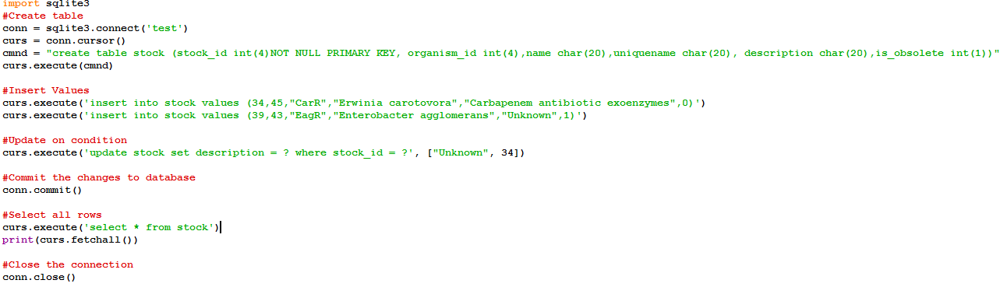 import sqlite3
#Create table
conn = sqlite3.connect('test')
curs = conn.cursor()
cmnd = "create table stock (stock_id int(4)NOT NULL PRIMARY KEY, organism_id int(4),name char(20),uniquename char(20), description char(20),is_obsolete int(1))"
curs.execute(cmnd)
#Insert Values
curs.execute('insert into stock values (34,45,"CarR","Erwinia carotovora","Carbapenem antibiotic exoenzymes",0)')
curs.execute('insert into stock values (39,43,"EagR","Enterobacter agglomerans","Unknown",1)')
#Update on condition
curs.execute('update stock set description = ? where stock_id = ?', ["Unknown", 34])
#Commit the changes to database
conn.commit()
#Select all rows
curs.execute('select * from stock')
print(curs.fetchall())
#Close the connection
conn.close()